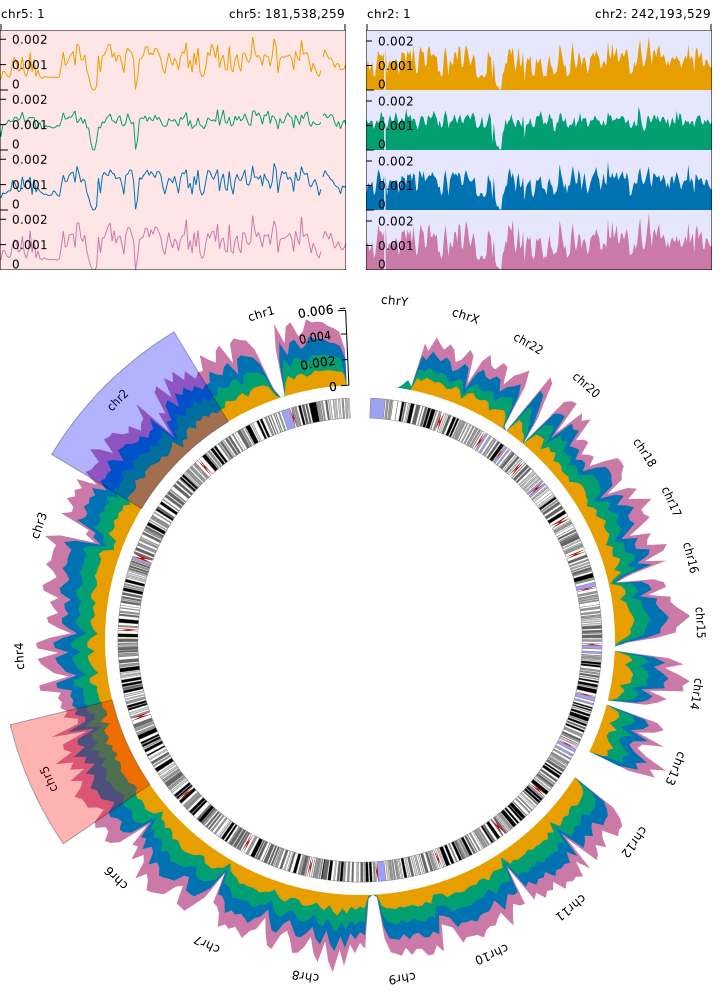 chr5: 1 chr5: 181,538,259 chr2: 1 chr2: 242,193,529
0.002 0.002
0.001 0.001
0 0
0.002 0.002
0.001 0.001
0 0
0.002 0.002
0.001 0.001
0 0
0.002 0.002
0.001 0.001
0 0
chrY
chr1 0.006 chrX
0.004 chr22
0.002
0 chr20
chr2
chr18
chr17
chr3
chr16
chr15
chr4
chr14
chr13
chr5
chr12
chr6
chr11
chr7
chr10
chr8 chr9